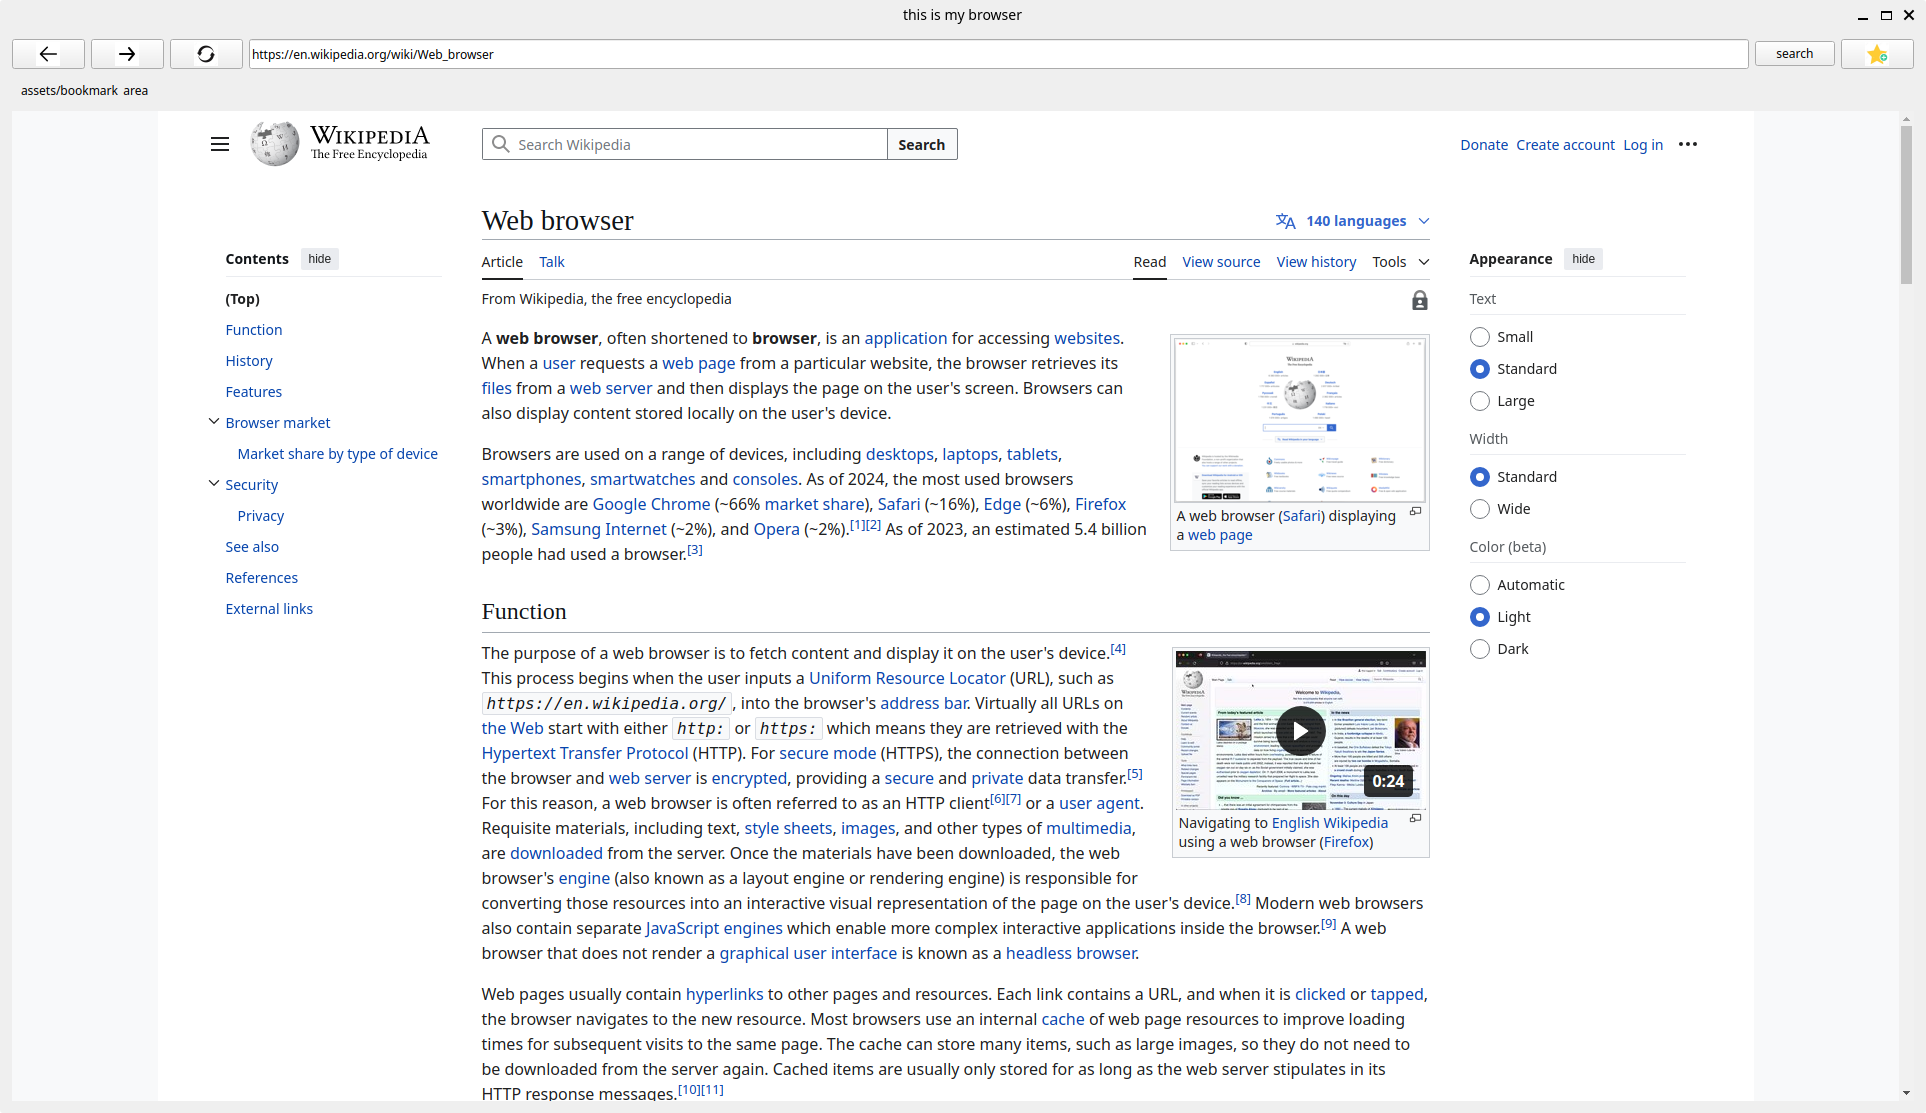 this is my browser
https://en.wikipedia.org/wiki/Web_browser
search
assets/bookmark area
WIKIPEDIA
The Free Encyclopedia
Search Wikipedia
Search
Donate Create account Log in
Web browser
140 languages
Contents hide
(Top)
Function
History
Features
Browser market
Market share by type of device
Security
Privacy
See also
References
External links
Article Talk
Read View source View history Tools
From Wikipedia, the free encyclopedia
A web browser, often shortened to browser, is an application for accessing websites.
When a user requests a web page from a particular website, the browser retrieves its
files from a web server and then displays the page on the user's screen. Browsers can
also display content stored locally on the user's device.
Browsers are used on a range of devices, including desktops, laptops, tablets,
smartphones, smartwatches and consoles. As of 2024, the most used browsers
worldwide are Google Chrome (~66% market share), Safari (~16%), Edge (~6%), Firefox
(~3%), Samsung Internet (~2%), and Opera (~2%).[1][2] As of 2023, an estimated 5.4 billion
people had used a browser.[3]
A web browser (Safari) displaying
a web page
Function
The purpose of a web browser is to fetch content and display it on the user's device.[4]
This process begins when the user inputs a Uniform Resource Locator (URL), such as
https://en.wikipedia.org/, into the browser's address bar. Virtually all URLs on
the Web start with either http: or https: which means they are retrieved with the
Hypertext Transfer Protocol (HTTP). For secure mode (HTTPS), the connection between
the browser and web server is encrypted, providing a secure and private data transfer.[5]
For this reason, a web browser is often referred to as an HTTP client[6][7] or a user agent.
Requisite materials, including text, style sheets, images, and other types of multimedia,
are downloaded from the server. Once the materials have been downloaded, the web
browser's engine (also known as a layout engine or rendering engine) is responsible for
converting those resources into an interactive visual representation of the page on the user's device.[8] Modern web browsers
also contain separate JavaScript engines which enable more complex interactive applications inside the browser.[9] A web
browser that does not render a graphical user interface is known as a headless browser.
0:24
Navigating to English Wikipedia
using a web browser (Firefox)
Web pages usually contain hyperlinks to other pages and resources. Each link contains a URL, and when it is clicked or tapped,
the browser navigates to the new resource. Most browsers use an internal cache of web page resources to improve loading
times for subsequent visits to the same page. The cache can store many items, such as large images, so they do not need to
be downloaded from the server again. Cached items are usually only stored for as long as the web server stipulates in its
HTTP response messages.[10][11]
Appearance hide
Text
Small
Standard
Large
Width
Standard
Wide
Color (beta)
Automatic
Light
Dark